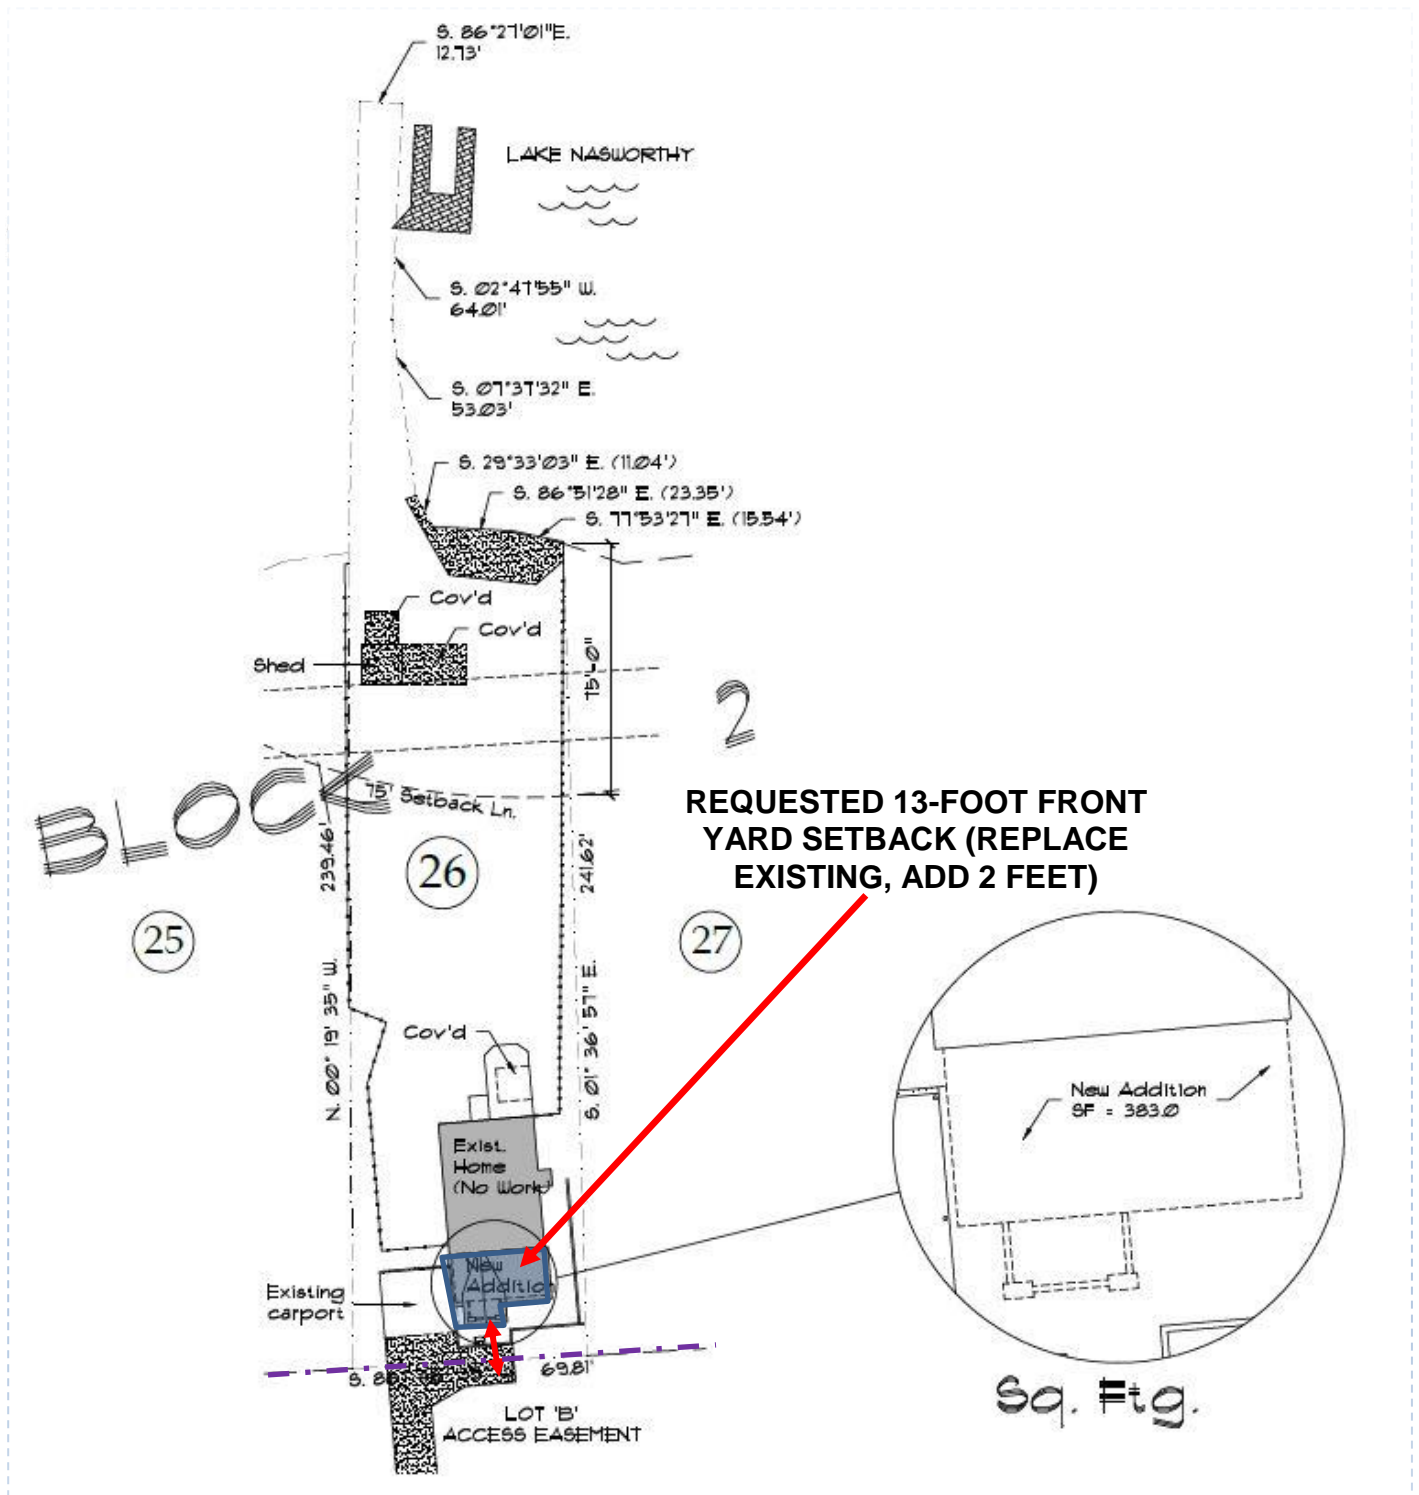 S. 86°27'01"E.
12.73'
LAKE NASWORTHY
S. 02°47'55" W.
64.01'
S. 07°37'32" E.
53.03'
S. 29°33'03" E. (11.04')
S. 86°51'28" E. (23.35')
S. 77°53'27" E. (15.54')
Cov'd
Cov'd
Shed
75'-0"
2
BLOCK
75' Setback Ln.
REQUESTED 13-FOOT FRONT
YARD SETBACK (REPLACE
EXISTING, ADD 2 FEET)
239.46'
26
241.62'
25
27
N. 00° 19' 35" W.
S. 01° 36' 57" E.
Cov'd
New Addition
SF = 383.0
Exist.
Home
(No Work)
New
Addition
Existing
carport
S. 86
69.81'
LOT 'B'
ACCESS EASEMENT
Sq. Ftg.